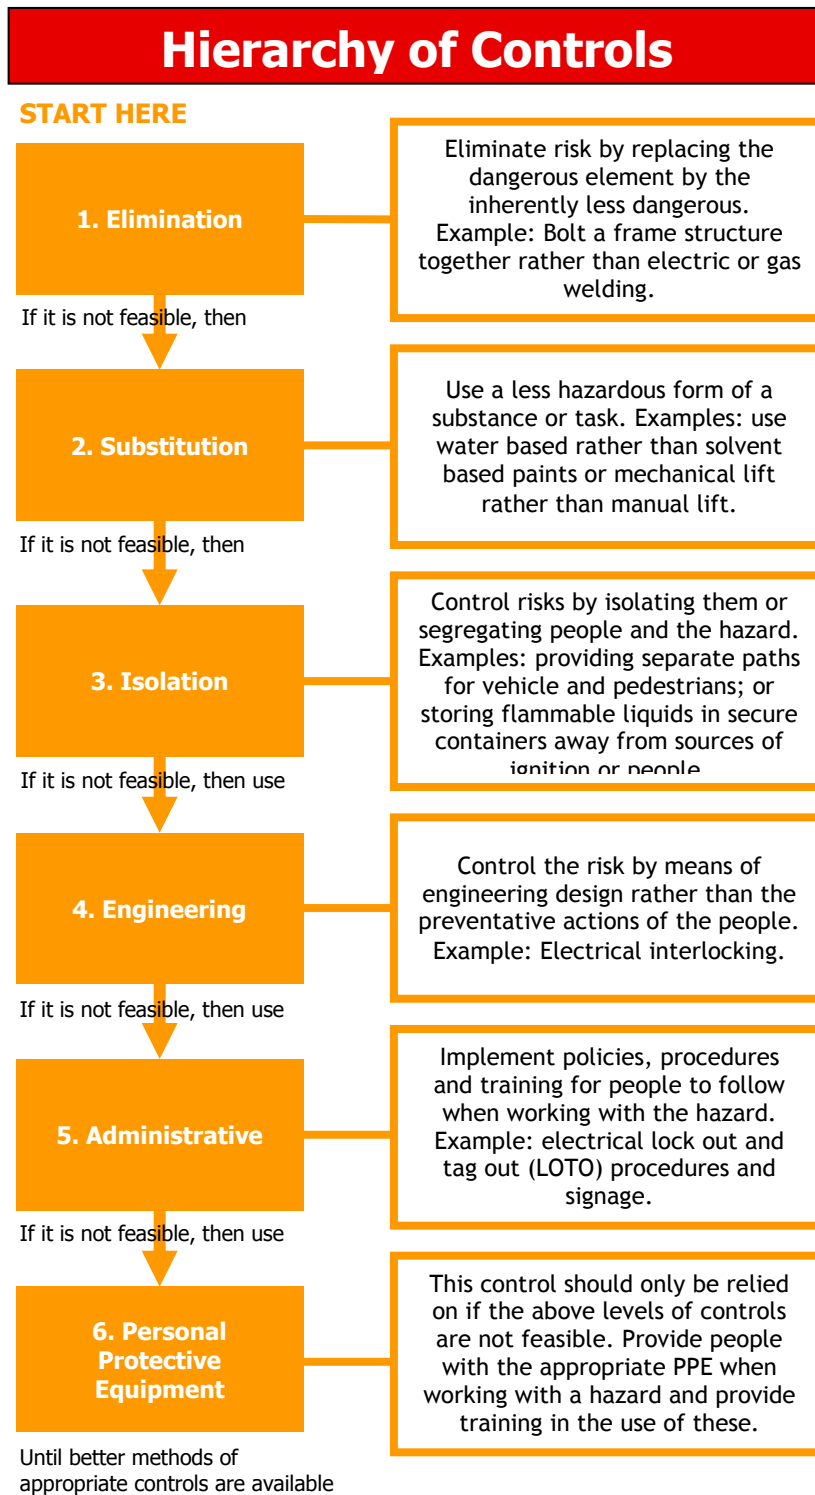 Hierarchy of Controls
START HERE
1. Elimination
Eliminate risk by replacing the
dangerous element by the
inherently less dangerous.
Example: Bolt a frame structure
together rather than electric or gas
welding.
If it is not feasible, then
2. Substitution
Use a less hazardous form of a
substance or task. Examples: use
water based rather than solvent
based paints or mechanical lift
rather than manual lift.
If it is not feasible, then
3. Isolation
Control risks by isolating them or
segregating people and the hazard.
Examples: providing separate paths
for vehicle and pedestrians; or
storing flammable liquids in secure
containers away from sources of
ignition or people
If it is not feasible, then use
4. Engineering
Control the risk by means of
engineering design rather than the
preventative actions of the people.
Example: Electrical interlocking.
If it is not feasible, then use
5. Administrative
Implement policies, procedures
and training for people to follow
when working with the hazard.
Example: electrical lock out and
tag out (LOTO) procedures and
signage.
If it is not feasible, then use
6. Personal
Protective
Equipment
This control should only be relied
on if the above levels of controls
are not feasible. Provide people
with the appropriate PPE when
working with a hazard and provide
training in the use of these.
Until better methods of
appropriate controls are available